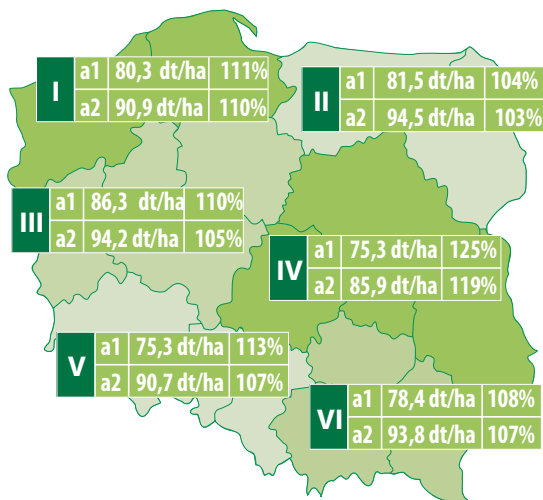 I
a1 80,3 dt/ha 111%
a2 90,9 dt/ha 110%
II
a1 81,5 dt/ha 104%
a2 94,5 dt/ha 103%
III
a1 86,3 dt/ha 110%
a2 94,2 dt/ha 105%
IV
a1 75,3 dt/ha 125%
a2 85,9 dt/ha 119%
V
a1 75,3 dt/ha 113%
a2 90,7 dt/ha 107%
VI
a1 78,4 dt/ha 108%
a2 93,8 dt/ha 107%